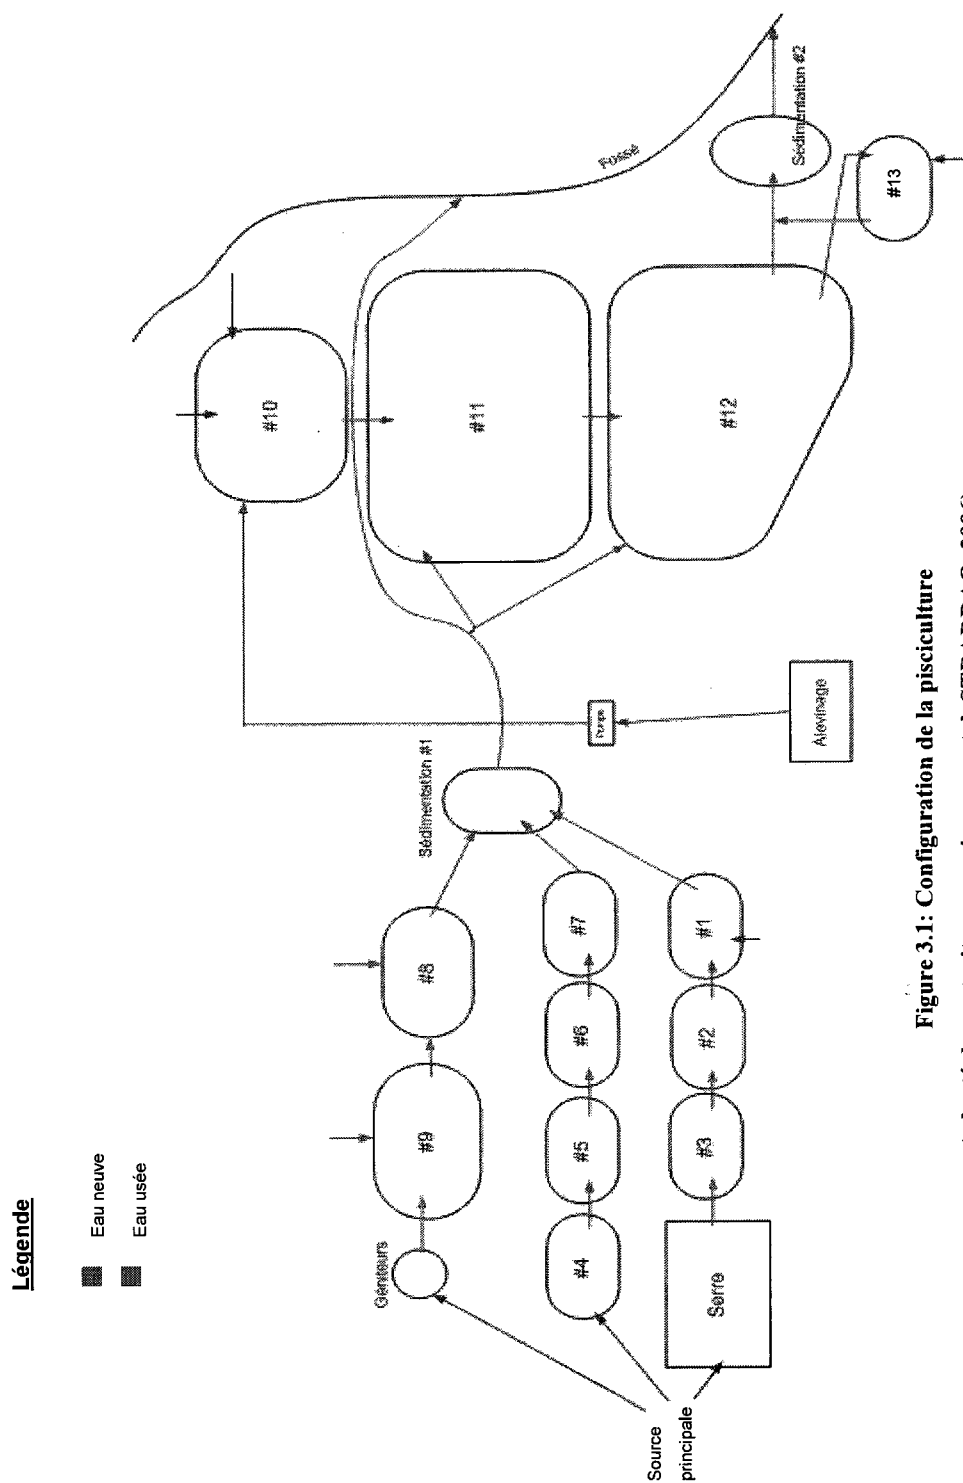 Légende
Eau neuve
Eau usée
Source
principale
Géniteurs
#9
#8
#4
#5
#6
#7
Serre
#3
#2
#1
Sédimentation #1
Pompe
Alevinage
#10
#11
#12
#13
Fossé
Sédimentation #2
Figure 3.1: Configuration de la pisciculture